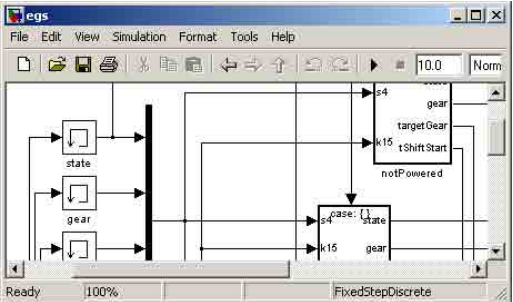 egs
File Edit View Simulation Format Tools Help
10.0 Norm
s4
gear
targetGear
k15
tShiftStart
notPowered
state
gear
case: { }
s4 state
k15 gear
Ready 100% FixedStepDiscrete